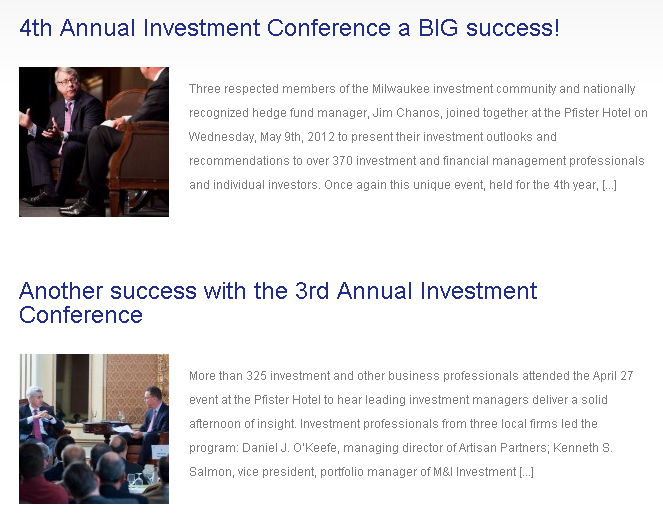 4th Annual Investment Conference a BIG success!
Three respected members of the Milwaukee investment community and nationally
recognized hedge fund manager, Jim Chanos, joined together at the Pfister Hotel on
Wednesday, May 9th, 2012 to present their investment outlooks and
recommendations to over 370 investment and financial management professionals
and individual investors. Once again this unique event, held for the 4th year, [...]
Another success with the 3rd Annual Investment
Conference
More than 325 investment and other business professionals attended the April 27
event at the Pfister Hotel to hear leading investment managers deliver a solid
afternoon of insight. Investment professionals from three local firms led the
program: Daniel J. O'Keefe, managing director of Artisan Partners; Kenneth S.
Salmon, vice president, portfolio manager of M&I Investment [...]